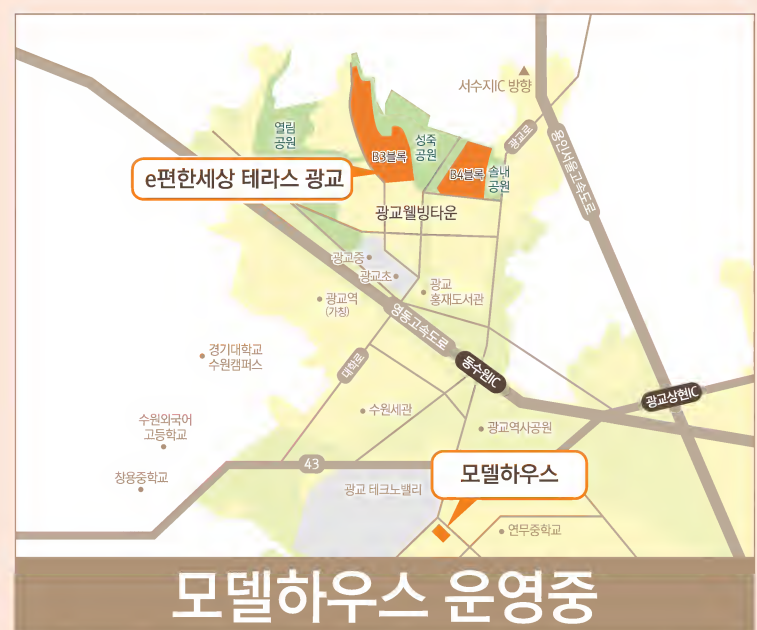 서수지IC 방향
열림
공원
성죽
공원
광교로
용인서울고속도로
B3블록
B4블록
솔내
공원
e편한세상 테라스 광교
광교웰빙타운
광교중
광교초
광교역
(가칭)
광교
홍재도서관
영동고속도로
경기대학교
수원캠퍼스
대학로
동수원IC
광교상현IC
수원세관
수원외국어
고등학교
광교역사공원
창용중학교
43
광교 테크노밸리
모델하우스
연무중학교
모델하우스 운영중